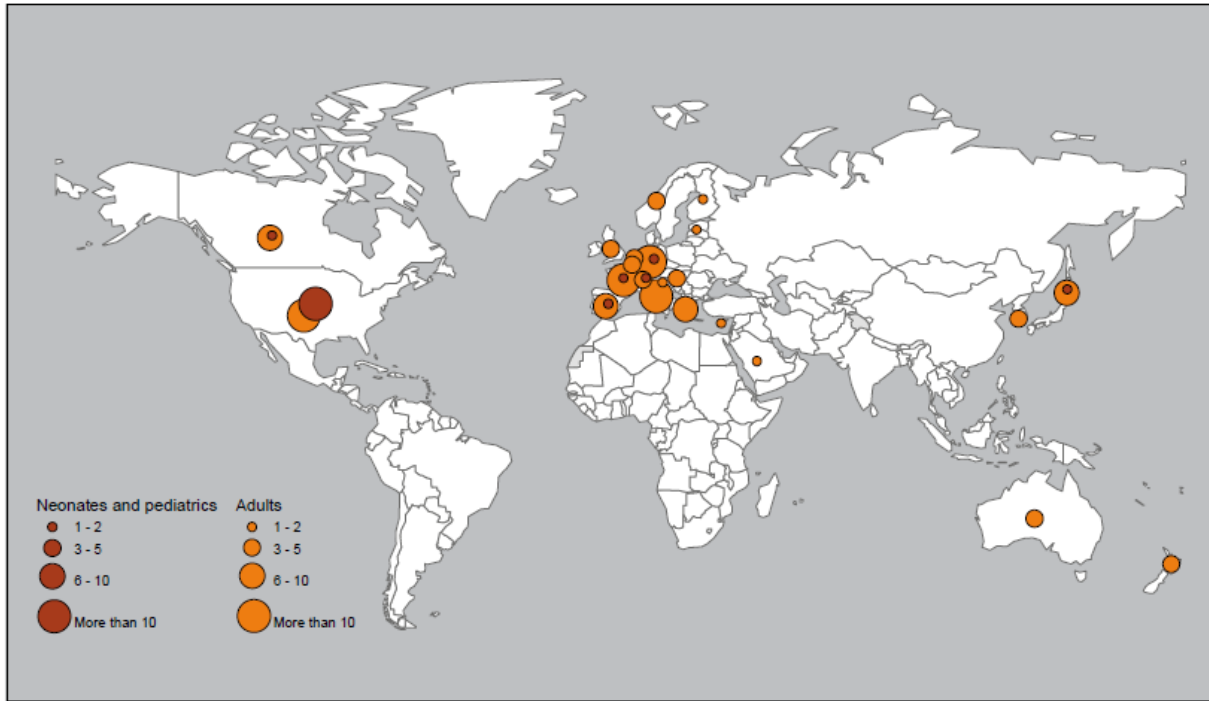 Neonates and pediatrics
1 - 2
3 - 5
6 - 10
More than 10
Adults
1 - 2
3 - 5
6 - 10
More than 10